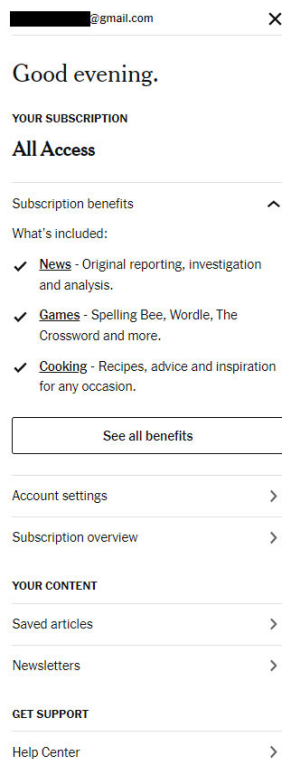 @gmail.com
Good evening.
YOUR SUBSCRIPTION
All Access
Subscription benefits
What's included:
News - Original reporting, investigation
and analysis.
Games - Spelling Bee, Wordle, The
Crossword and more.
Cooking - Recipes, advice and inspiration
for any occasion.
See all benefits
Account settings
Subscription overview
YOUR CONTENT
Saved articles
Newsletters
GET SUPPORT
Help Center